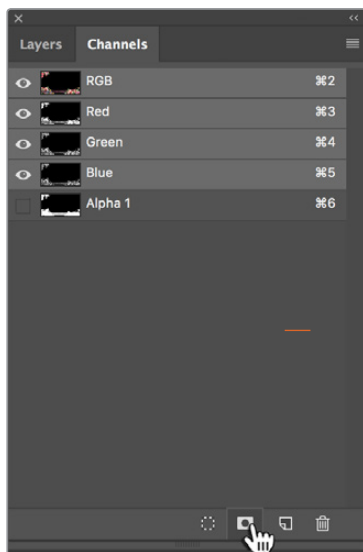 Layers Channels
RGB ⌘2
Red ⌘3
Green ⌘4
Blue ⌘5
Alpha 1 ⌘6